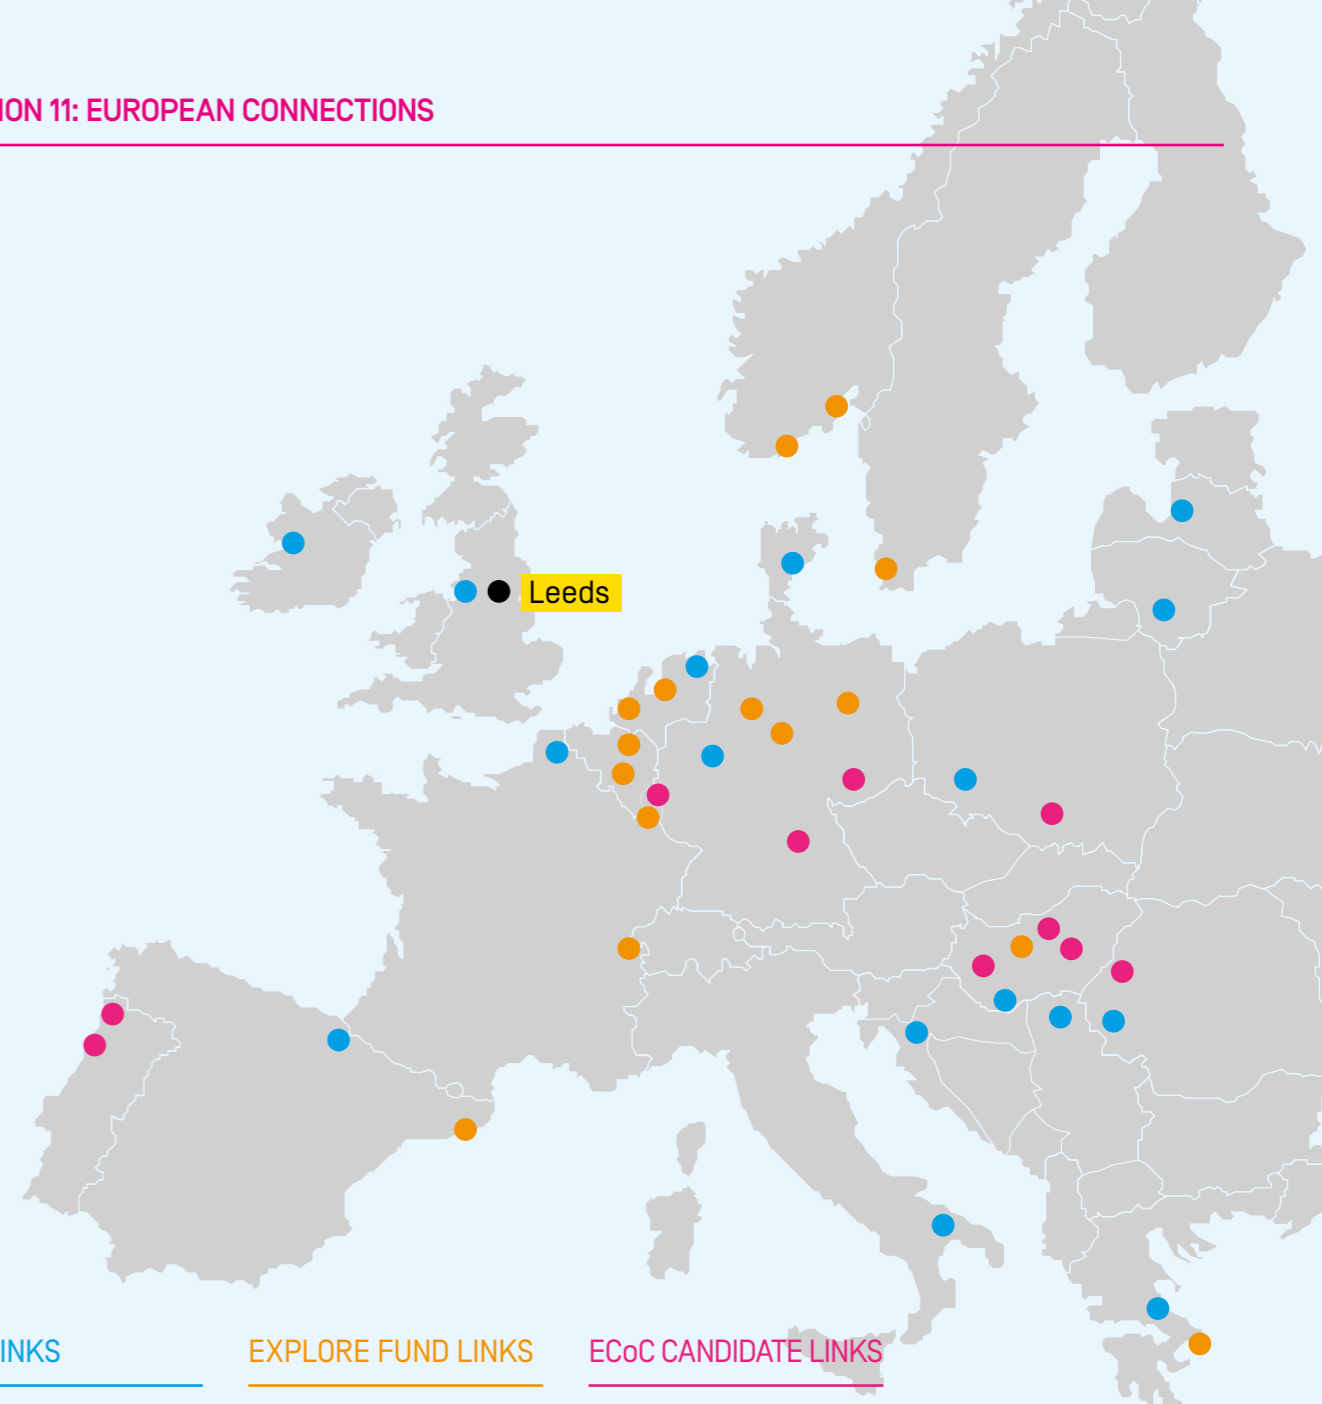 ION 11: EUROPEAN CONNECTIONS
Leeds
INKS
EXPLORE FUND LINKS
ECoC CANDIDATE LINKS